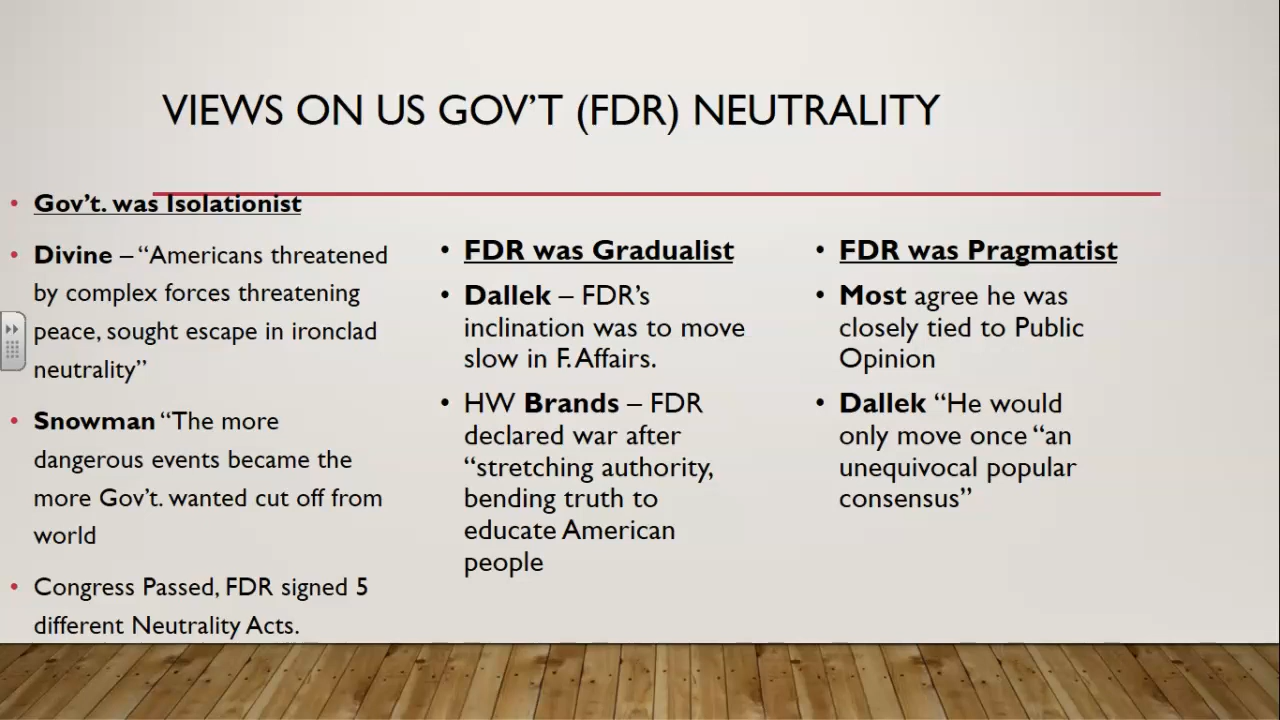 VIEWS ON US GOV’T (FDR) NEUTRALITY
• Gov’t. was Isolationist
• Divine – “Americans threatened
by complex forces threatening
peace, sought escape in ironclad
neutrality”
• Snowman “The more
dangerous events became the
more Gov’t. wanted cut off from
world
• Congress Passed, FDR signed 5
different Neutrality Acts.
• FDR was Gradualist
• Dallek – FDR’s
inclination was to move
slow in F. Affairs.
• HW Brands – FDR
declared war after
“stretching authority,
bending truth to
educate American
people
• FDR was Pragmatist
• Most agree he was
closely tied to Public
Opinion
• Dallek “He would
only move once “an
unequivocal popular
consensus”